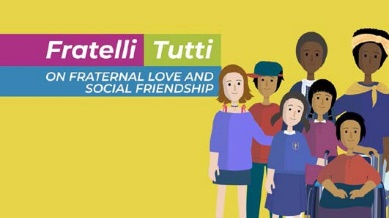 Fratelli Tutti
ON FRATERNAL LOVE AND
SOCIAL FRIENDSHIP